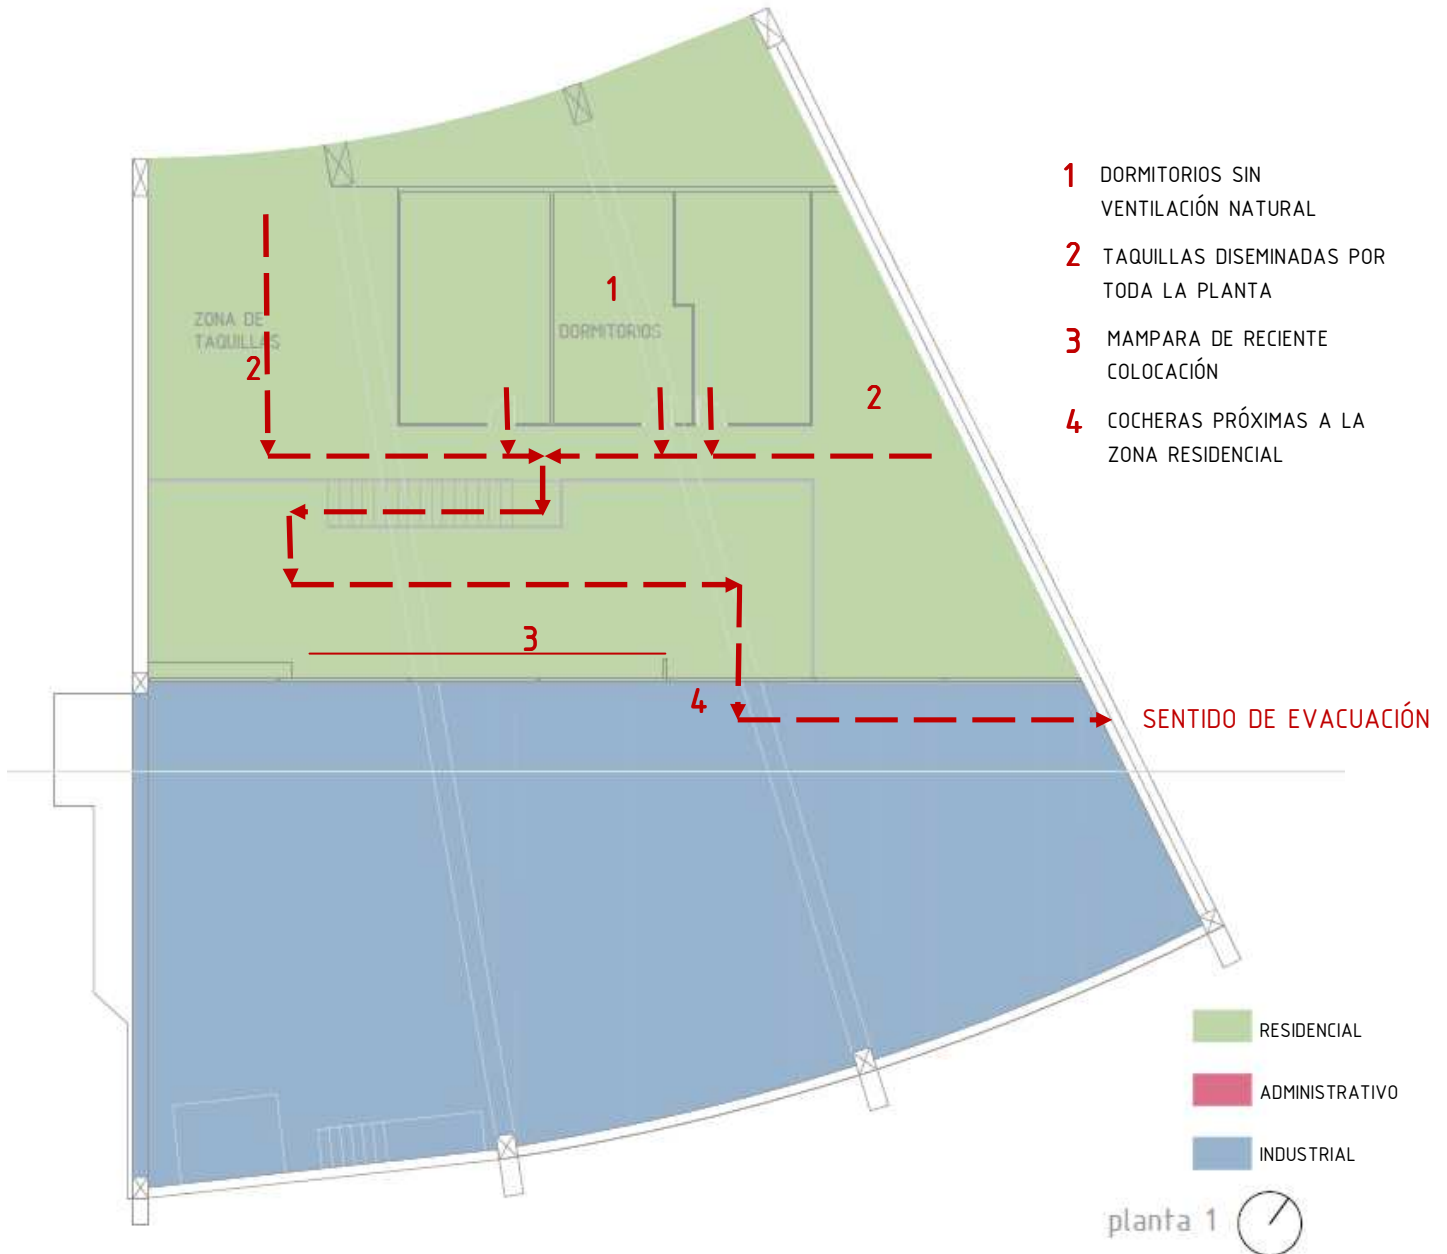 1 DORMITORIOS SIN
VENTILACIÓN NATURAL
2 TAQUILLAS DISEMINADAS POR
TODA LA PLANTA
3 MAMPARA DE RECIENTE
COLOCACIÓN
4 COCHERAS PRÓXIMAS A LA
ZONA RESIDENCIAL
1
ZONA DE
TAQUILLAS
DORMITORIOS
2
2
3
4
SENTIDO DE EVACUACIÓN
RESIDENCIAL
ADMINISTRATIVO
INDUSTRIAL
planta 1